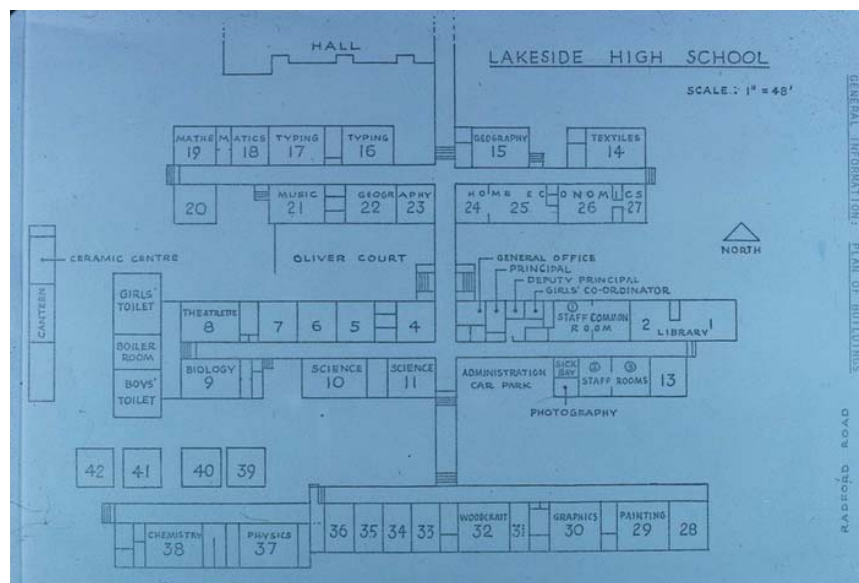 HALL
LAKESIDE HIGH SCHOOL
SCALE: 1" = 48'
GENERAL INFORMATION: PLAN OF BUILDINGS
MATHEMATICS TYPING TYPING GEOGRAPHY TEXTILES
19 18 17 16 15 14
MUSIC GEOGRAPHY HOME ECONOMICS
20 21 22 23 24 25 26 27
NORTH
CERAMIC CENTRE
OLIVER COURT
GENERAL OFFICE
PRINCIPAL
DEPUTY PRINCIPAL
GIRLS' CO-ORDINATOR
CANTEEN
GIRLS' TOILET
THEATRETTE
8 7 6 5 4
① STAFF COMMON ROOM
2 LIBRARY 1
BOILER ROOM
BOYS' TOILET
BIOLOGY SCIENCE SCIENCE
9 10 11
ADMINISTRATION CAR PARK
SICK BAY
② ③
STAFF ROOMS
13
PHOTOGRAPHY
RADFORD ROAD
42 41 40 39
CHEMISTRY PHYSICS
38 37
36 35 34 33
WOODCRAFT
32 31
GRAPHICS
30
PAINTING
29 28